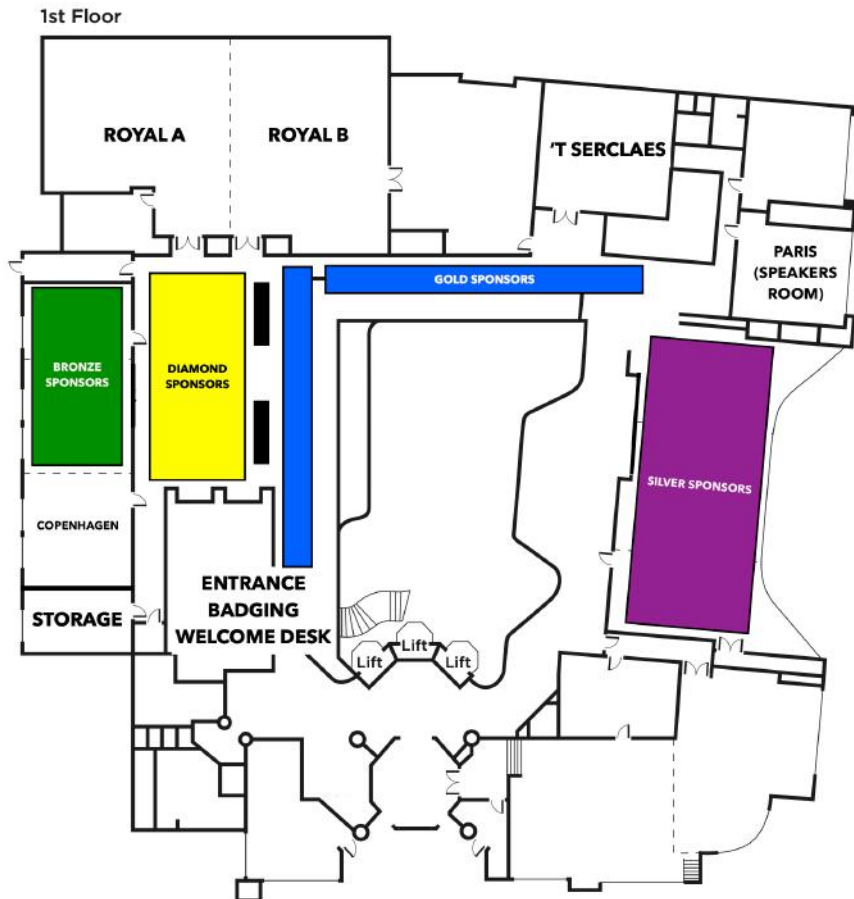 1st Floor
ROYAL A
ROYAL B
'T SERCLAES
PARIS
(SPEAKERS
ROOM)
GOLD SPONSORS
BRONZE
SPONSORS
DIAMOND
SPONSORS
SILVER SPONSORS
COPENHAGEN
ENTRANCE
BADGING
WELCOME DESK
STORAGE
Lift
Lift
Lift